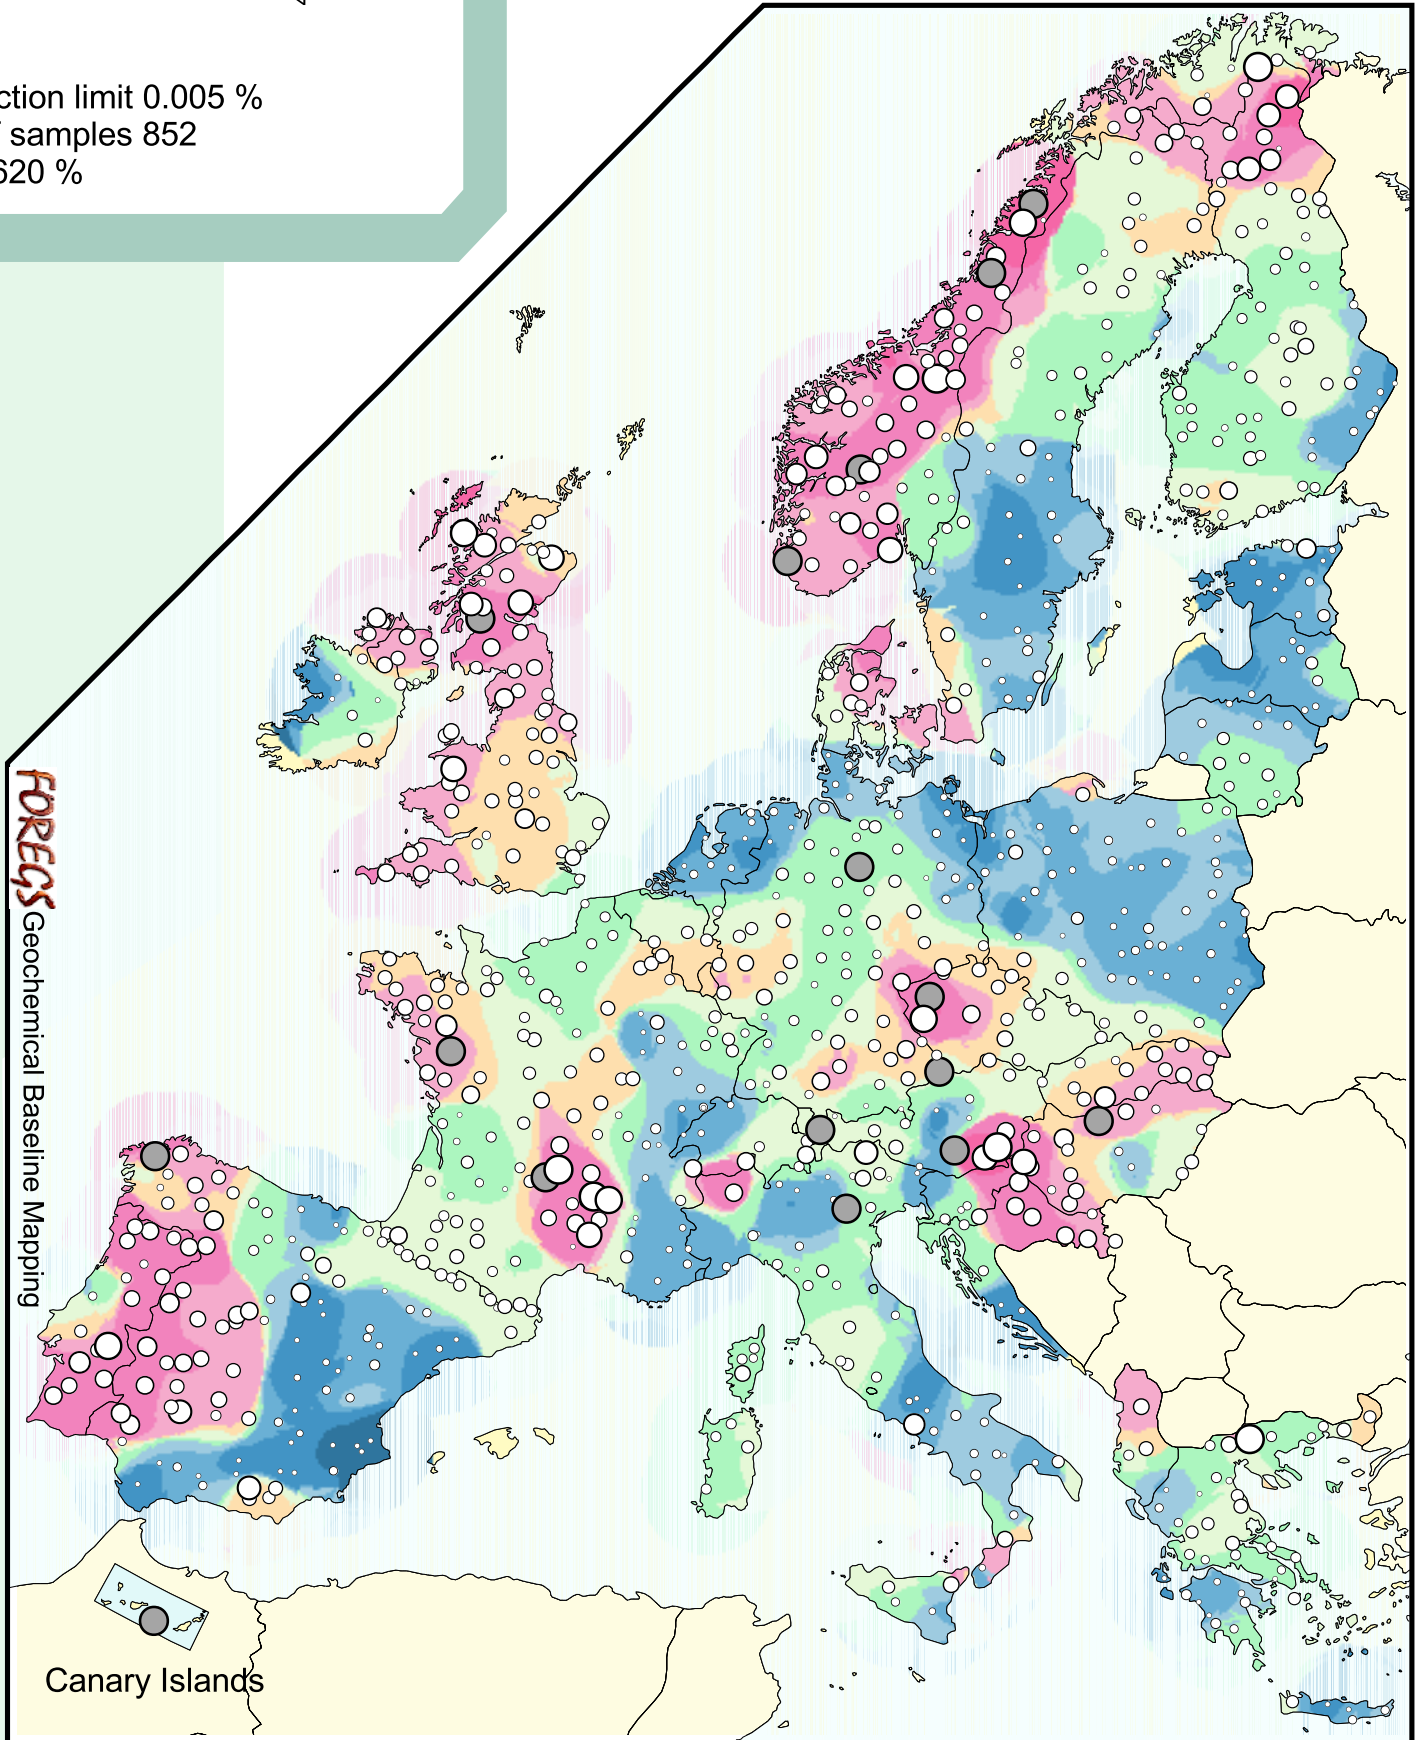 ction limit 0.005 %
samples 852
620 %
FOREGS Geochemical Baseline Mapping
Canary Islands